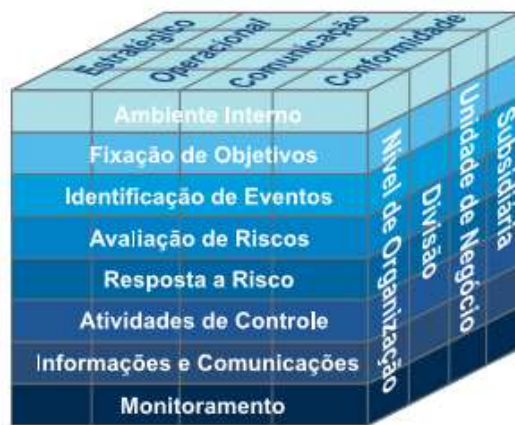 Estratégico
Operacional
Comunicação
Conformidade
Ambiente Interno
Fixação de Objetivos
Identificação de Eventos
Avaliação de Riscos
Resposta a Risco
Atividades de Controle
Informações e Comunicações
Monitoramento
Nível de Organização
Divisão
Unidade de Negócio
Subsidiária